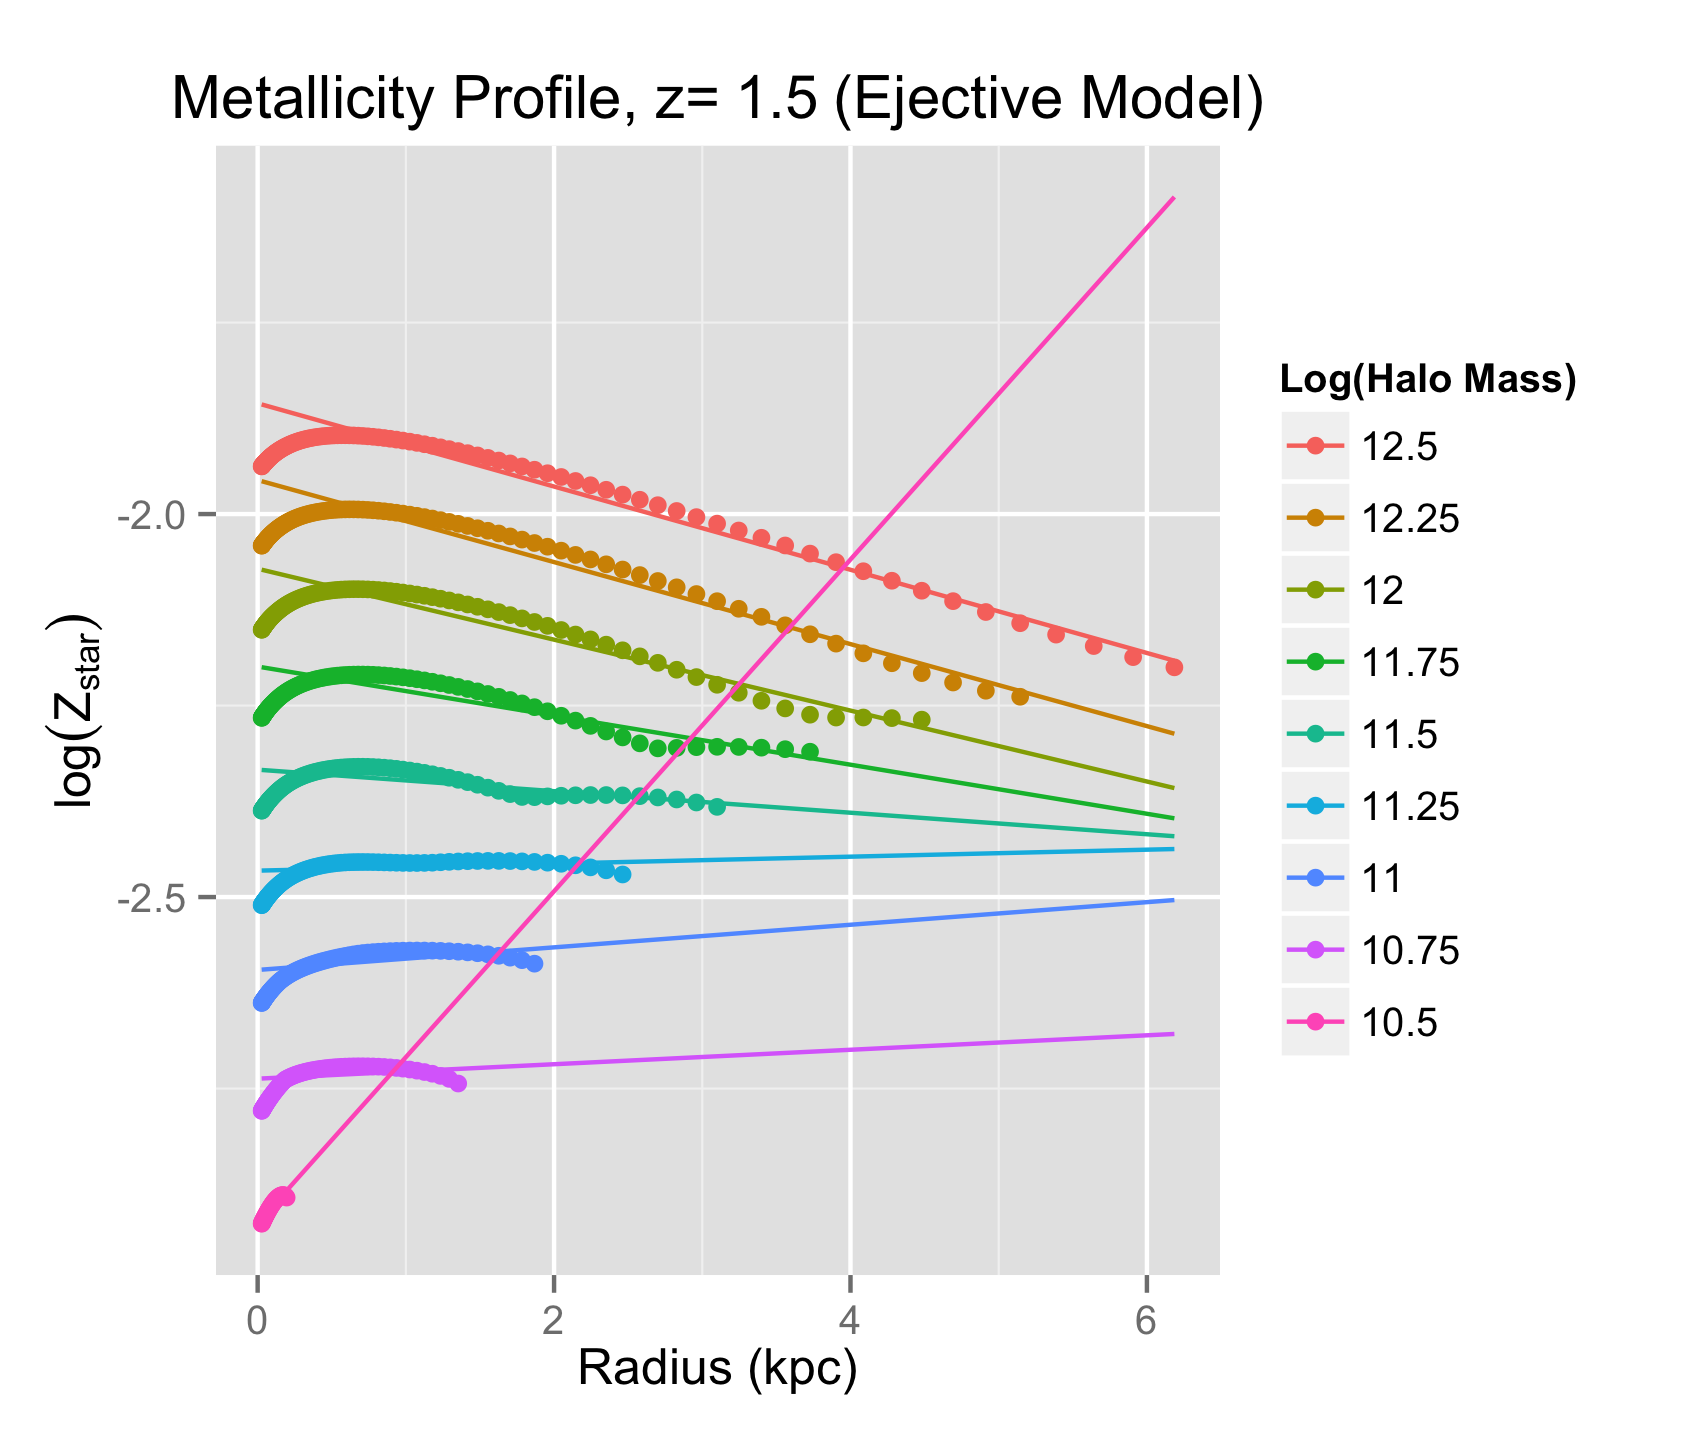 Metallicity Profile, z= 1.5 (Ejective Model)
log(Z_star)
-2.0
-2.5
0 2 4 6
Radius (kpc)
Log(Halo Mass)
12.5
12.25
12
11.75
11.5
11.25
11
10.75
10.5